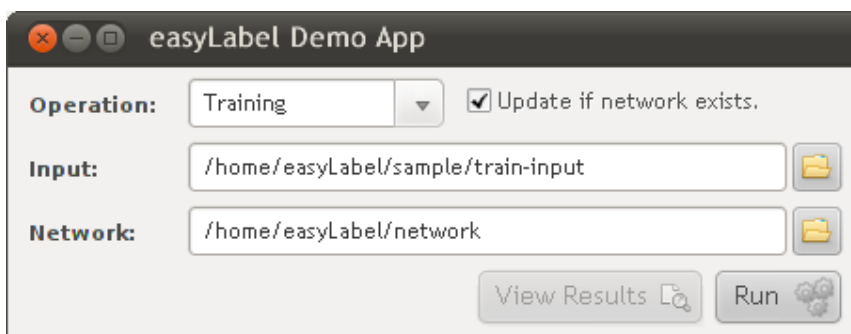 easyLabel Demo App
Operation: Training Update if network exists.
Input: /home/easyLabel/sample/train-input
Network: /home/easyLabel/network
View Results Run